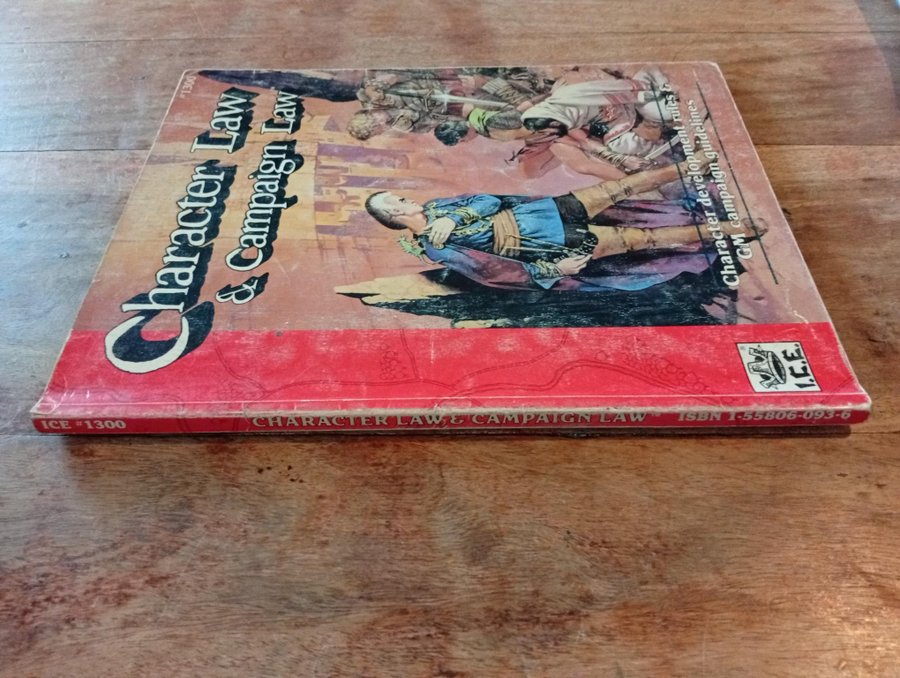 #1300
Character Law
& Campaign Law
Character development rules &
GM campaign guidelines
I.C.E.
ICE #1300 CHARACTER LAW & CAMPAIGN LAW™ ISBN 1-55806-093-6